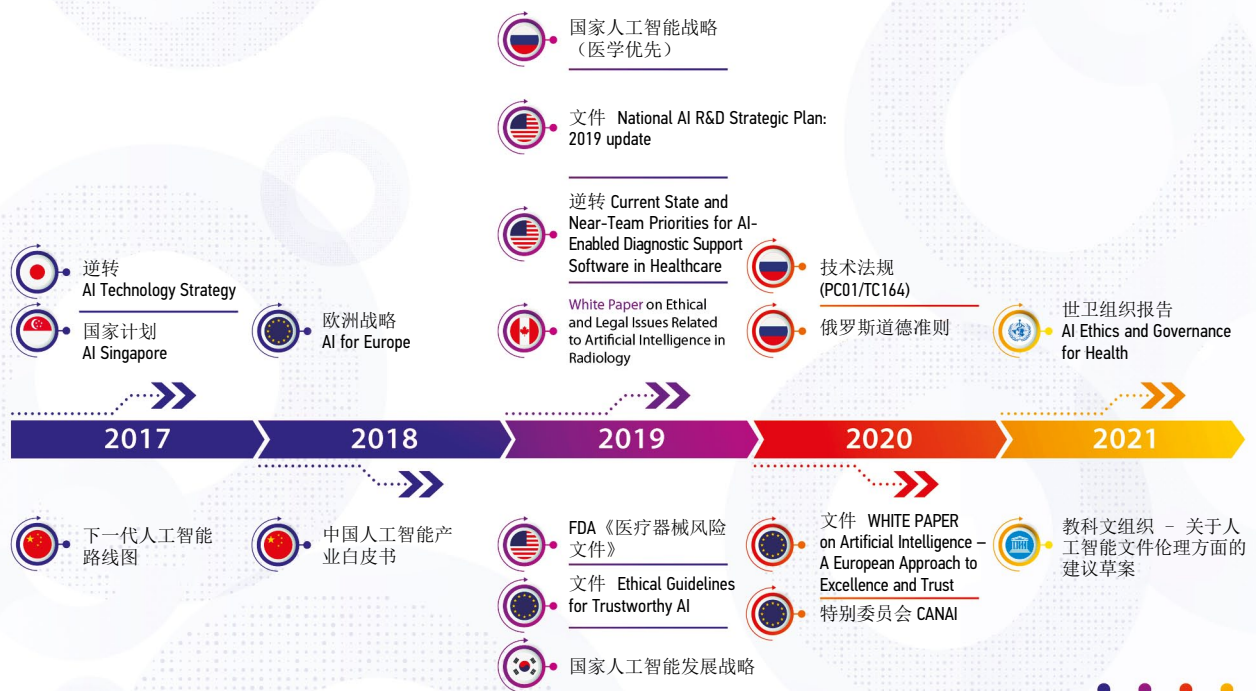 国家人工智能战略
（医学优先）
文件 National AI R&D Strategic Plan:
2019 update
逆转 Current State and
Near-Team Priorities for AI-
Enabled Diagnostic Support
Software in Healthcare
White Paper on Ethical
and Legal Issues Related
to Artificial Intelligence in
Radiology
逆转
AI Technology Strategy
国家计划
AI Singapore
欧洲战略
AI for Europe
技术法规
(PC01/TC164)
俄罗斯道德准则
世卫组织报告
AI Ethics and Governance
for Health
2017
2018
2019
2020
2021
下一代人工智能
路线图
中国人工智能产
业白皮书
FDA《医疗器械风险
文件》
文件 Ethical Guidelines
for Trustworthy AI
国家人工智能发展战略
文件 WHITE PAPER
on Artificial Intelligence –
A European Approach to
Excellence and Trust
特别委员会 CANAI
教科文组织 – 关于人
工智能文件伦理方面的
建议草案